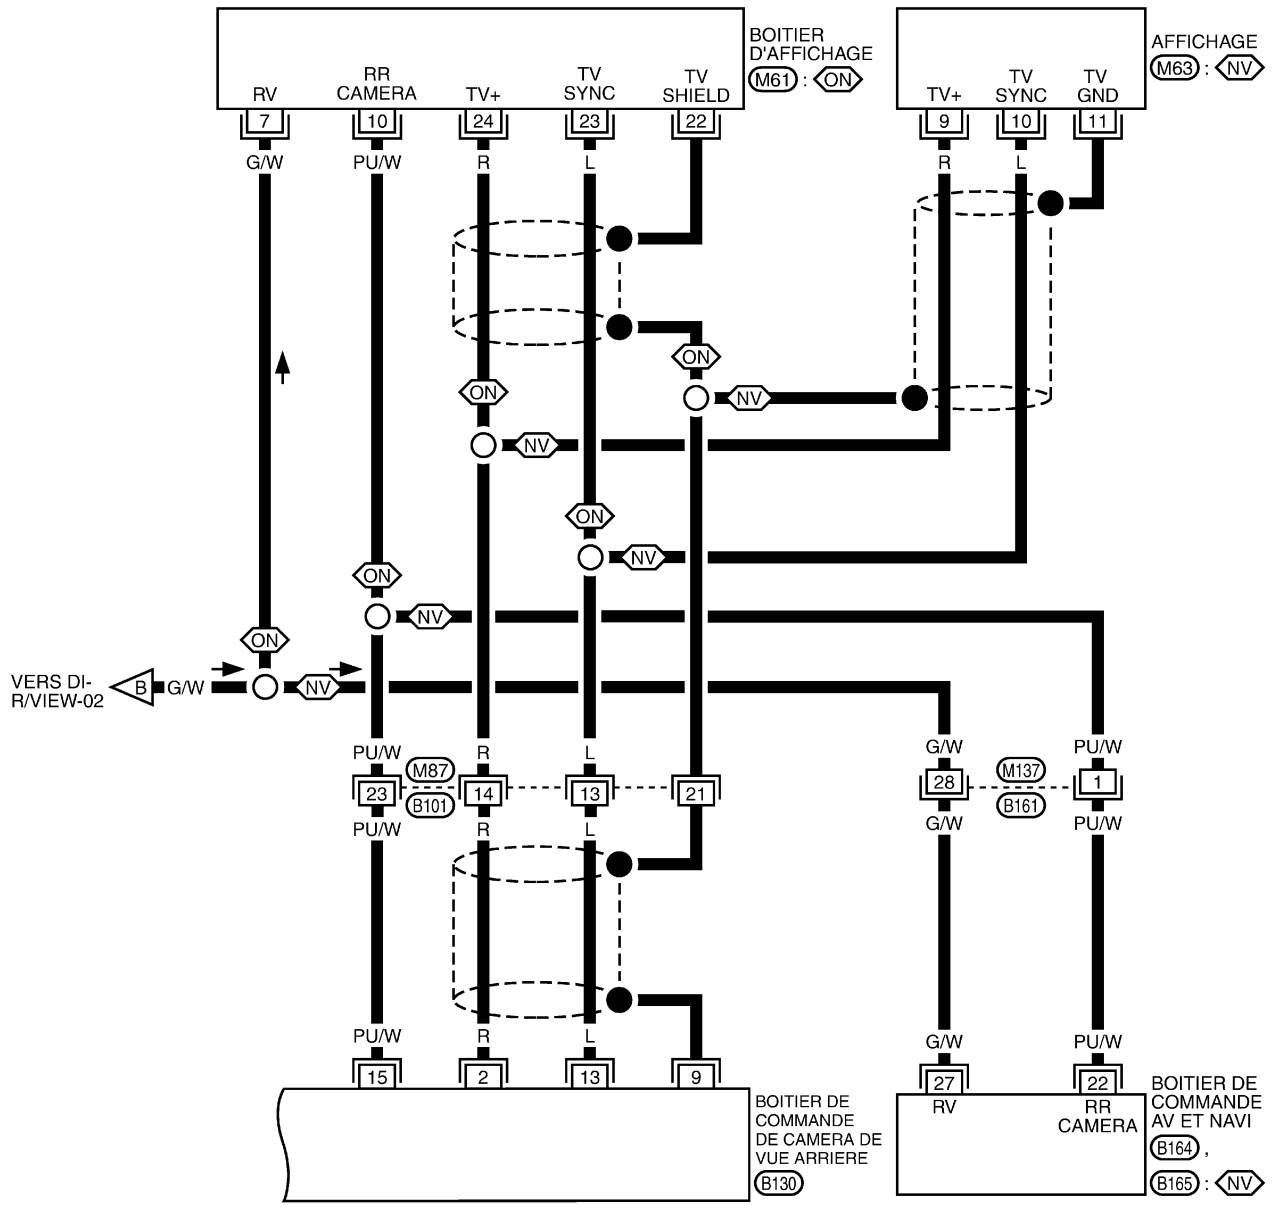 BOITIER
D'AFFICHAGE
M61 : ON
RV
RR
CAMERA
TV+
TV
SYNC
TV
SHIELD
7 10 24 23 22
G/W PU/W R L
AFFICHAGE
M63 : NV
TV+
TV
SYNC
TV
GND
9 10 11
R L
ON
ON NV
ON
NV
ON
NV
ON
NV
ON
VERS DI-
R/VIEW-02
B G/W NV
PU/W R L
M87
23 14 13 21
B101
PU/W R L
G/W PU/W
M137
28 1
B161
G/W PU/W
PU/W R L
15 2 13 9
BOITIER DE
COMMANDE
DE CAMERA DE
VUE ARRIERE
B130
G/W PU/W
27 22
RV
RR
CAMERA
BOITIER DE
COMMANDE
AV ET NAVI
B164 ,
B165 : NV